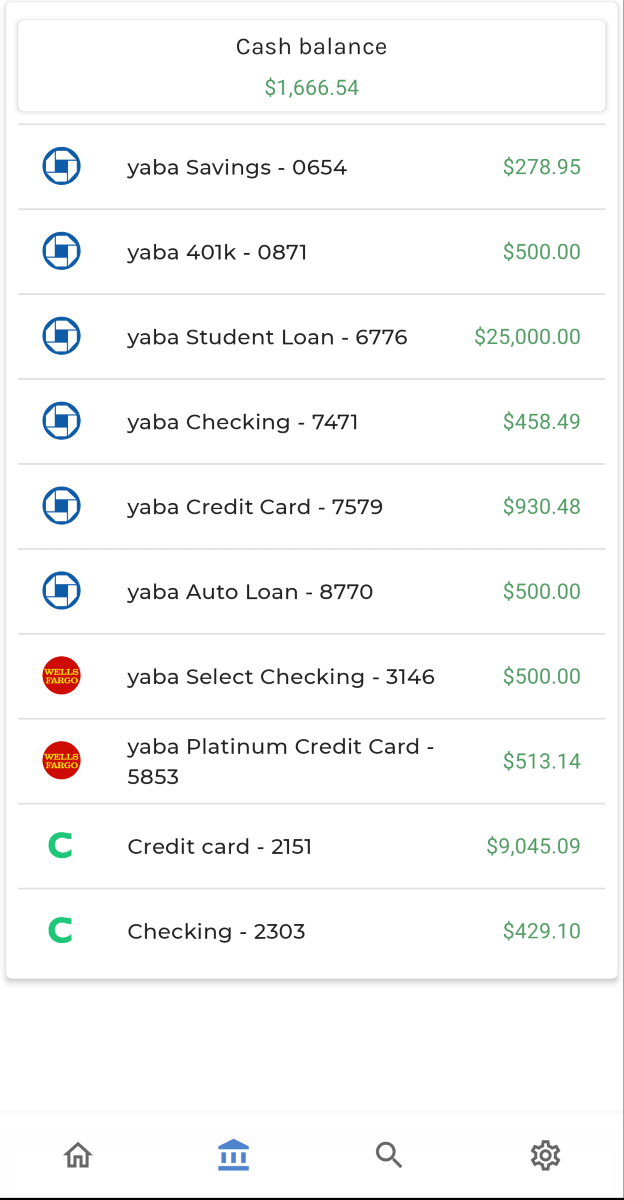 Cash balance
$1,666.54
yaba Savings - 0654 $278.95
yaba 401k - 0871 $500.00
yaba Student Loan - 6776 $25,000.00
yaba Checking - 7471 $458.49
yaba Credit Card - 7579 $930.48
yaba Auto Loan - 8770 $500.00
WELLS
FARGO
yaba Select Checking - 3146 $500.00
WELLS
FARGO
yaba Platinum Credit Card -
5853
$513.14
C
Credit card - 2151 $9,045.09
C
Checking - 2303 $429.10